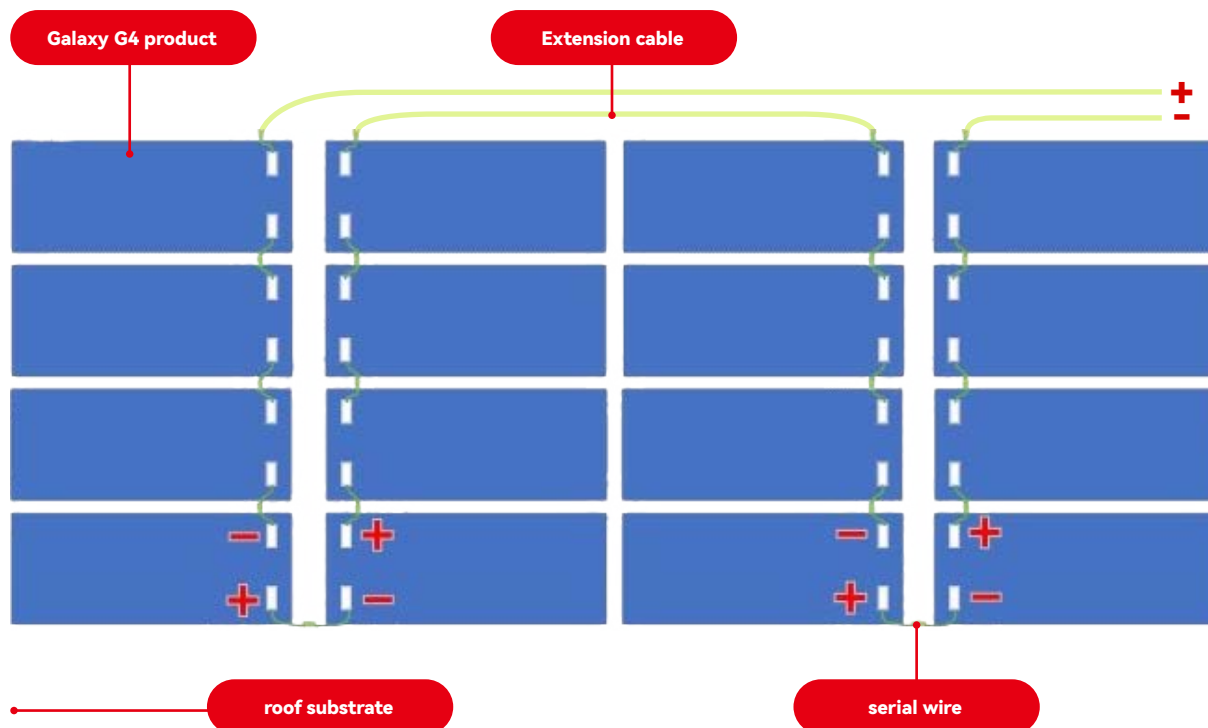 Galaxy G4 product
Extension cable
+
-
- +
+ -
- +
+ -
roof substrate
serial wire